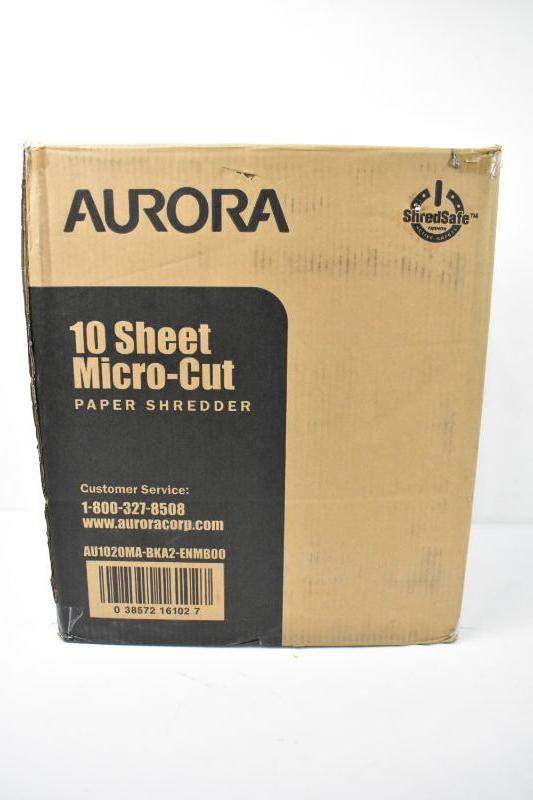 AURORA
ShredSafe™
10 Sheet
Micro-Cut
PAPER SHREDDER
Customer Service:
1-800-327-8508
www.auroracorp.com
AU1020MA-BKA2-ENMB00
0 38572 16102 7